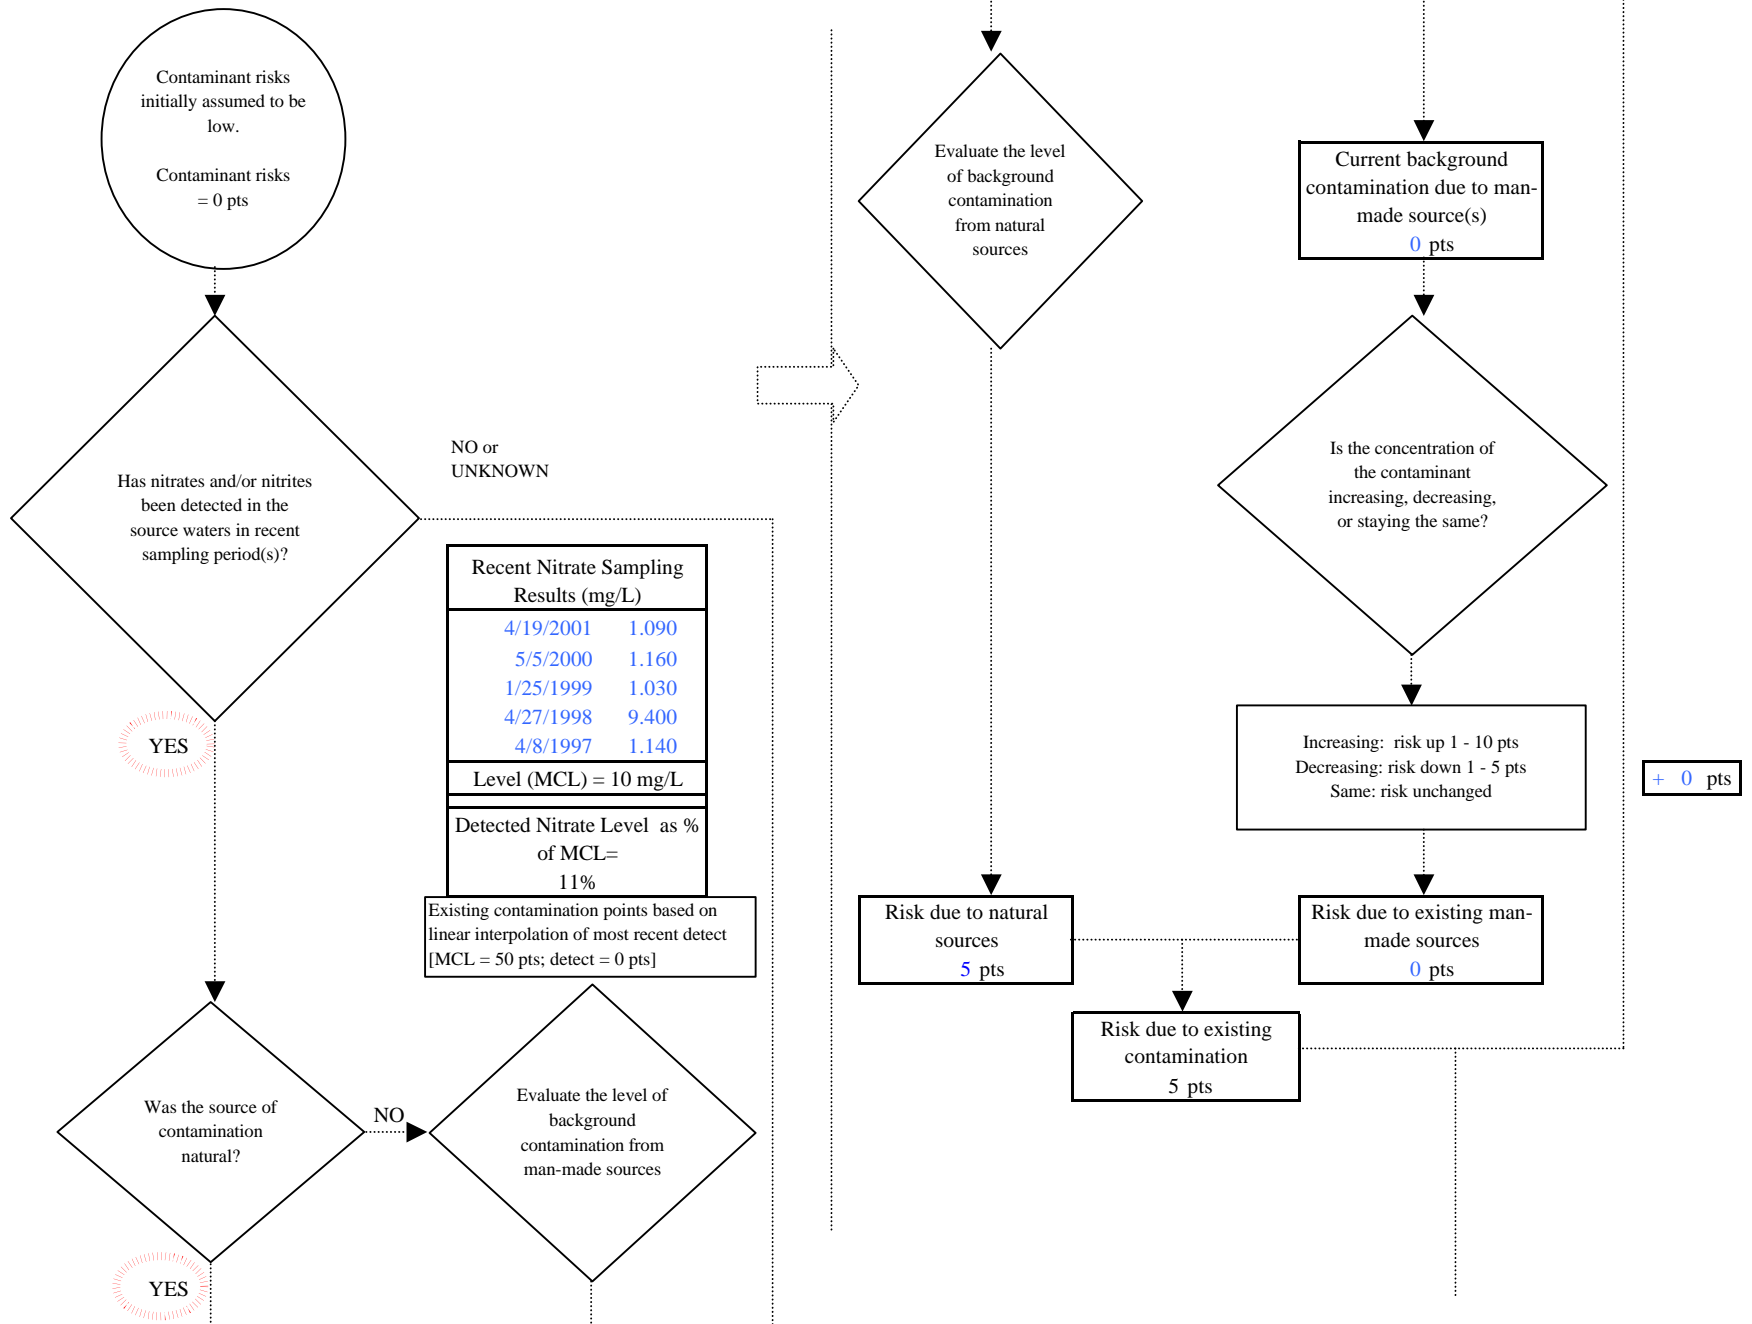 Contaminant risks
initially assumed to be
low.
Contaminant risks
= 0 pts
Has nitrates and/or nitrites
been detected in the
source waters in recent
sampling period(s)?
NO or
UNKNOWN
YES
Recent Nitrate Sampling
Results (mg/L)
4/19/2001 1.090
5/5/2000 1.160
1/25/1999 1.030
4/27/1998 9.400
4/8/1997 1.140
Level (MCL) = 10 mg/L
Detected Nitrate Level as %
of MCL=
11%
Existing contamination points based on
linear interpolation of most recent detect
[MCL = 50 pts; detect = 0 pts]
Was the source of
contamination
natural?
NO
Evaluate the level of
background
contamination from
man-made sources
YES
Evaluate the level
of background
contamination
from natural
sources
Current background
contamination due to man-
made source(s)
0 pts
Is the concentration of
the contaminant
increasing, decreasing,
or staying the same?
Increasing: risk up 1 - 10 pts
Decreasing: risk down 1 - 5 pts
Same: risk unchanged
+ 0 pts
Risk due to natural
sources
5 pts
Risk due to existing man-
made sources
0 pts
Risk due to existing
contamination
5 pts